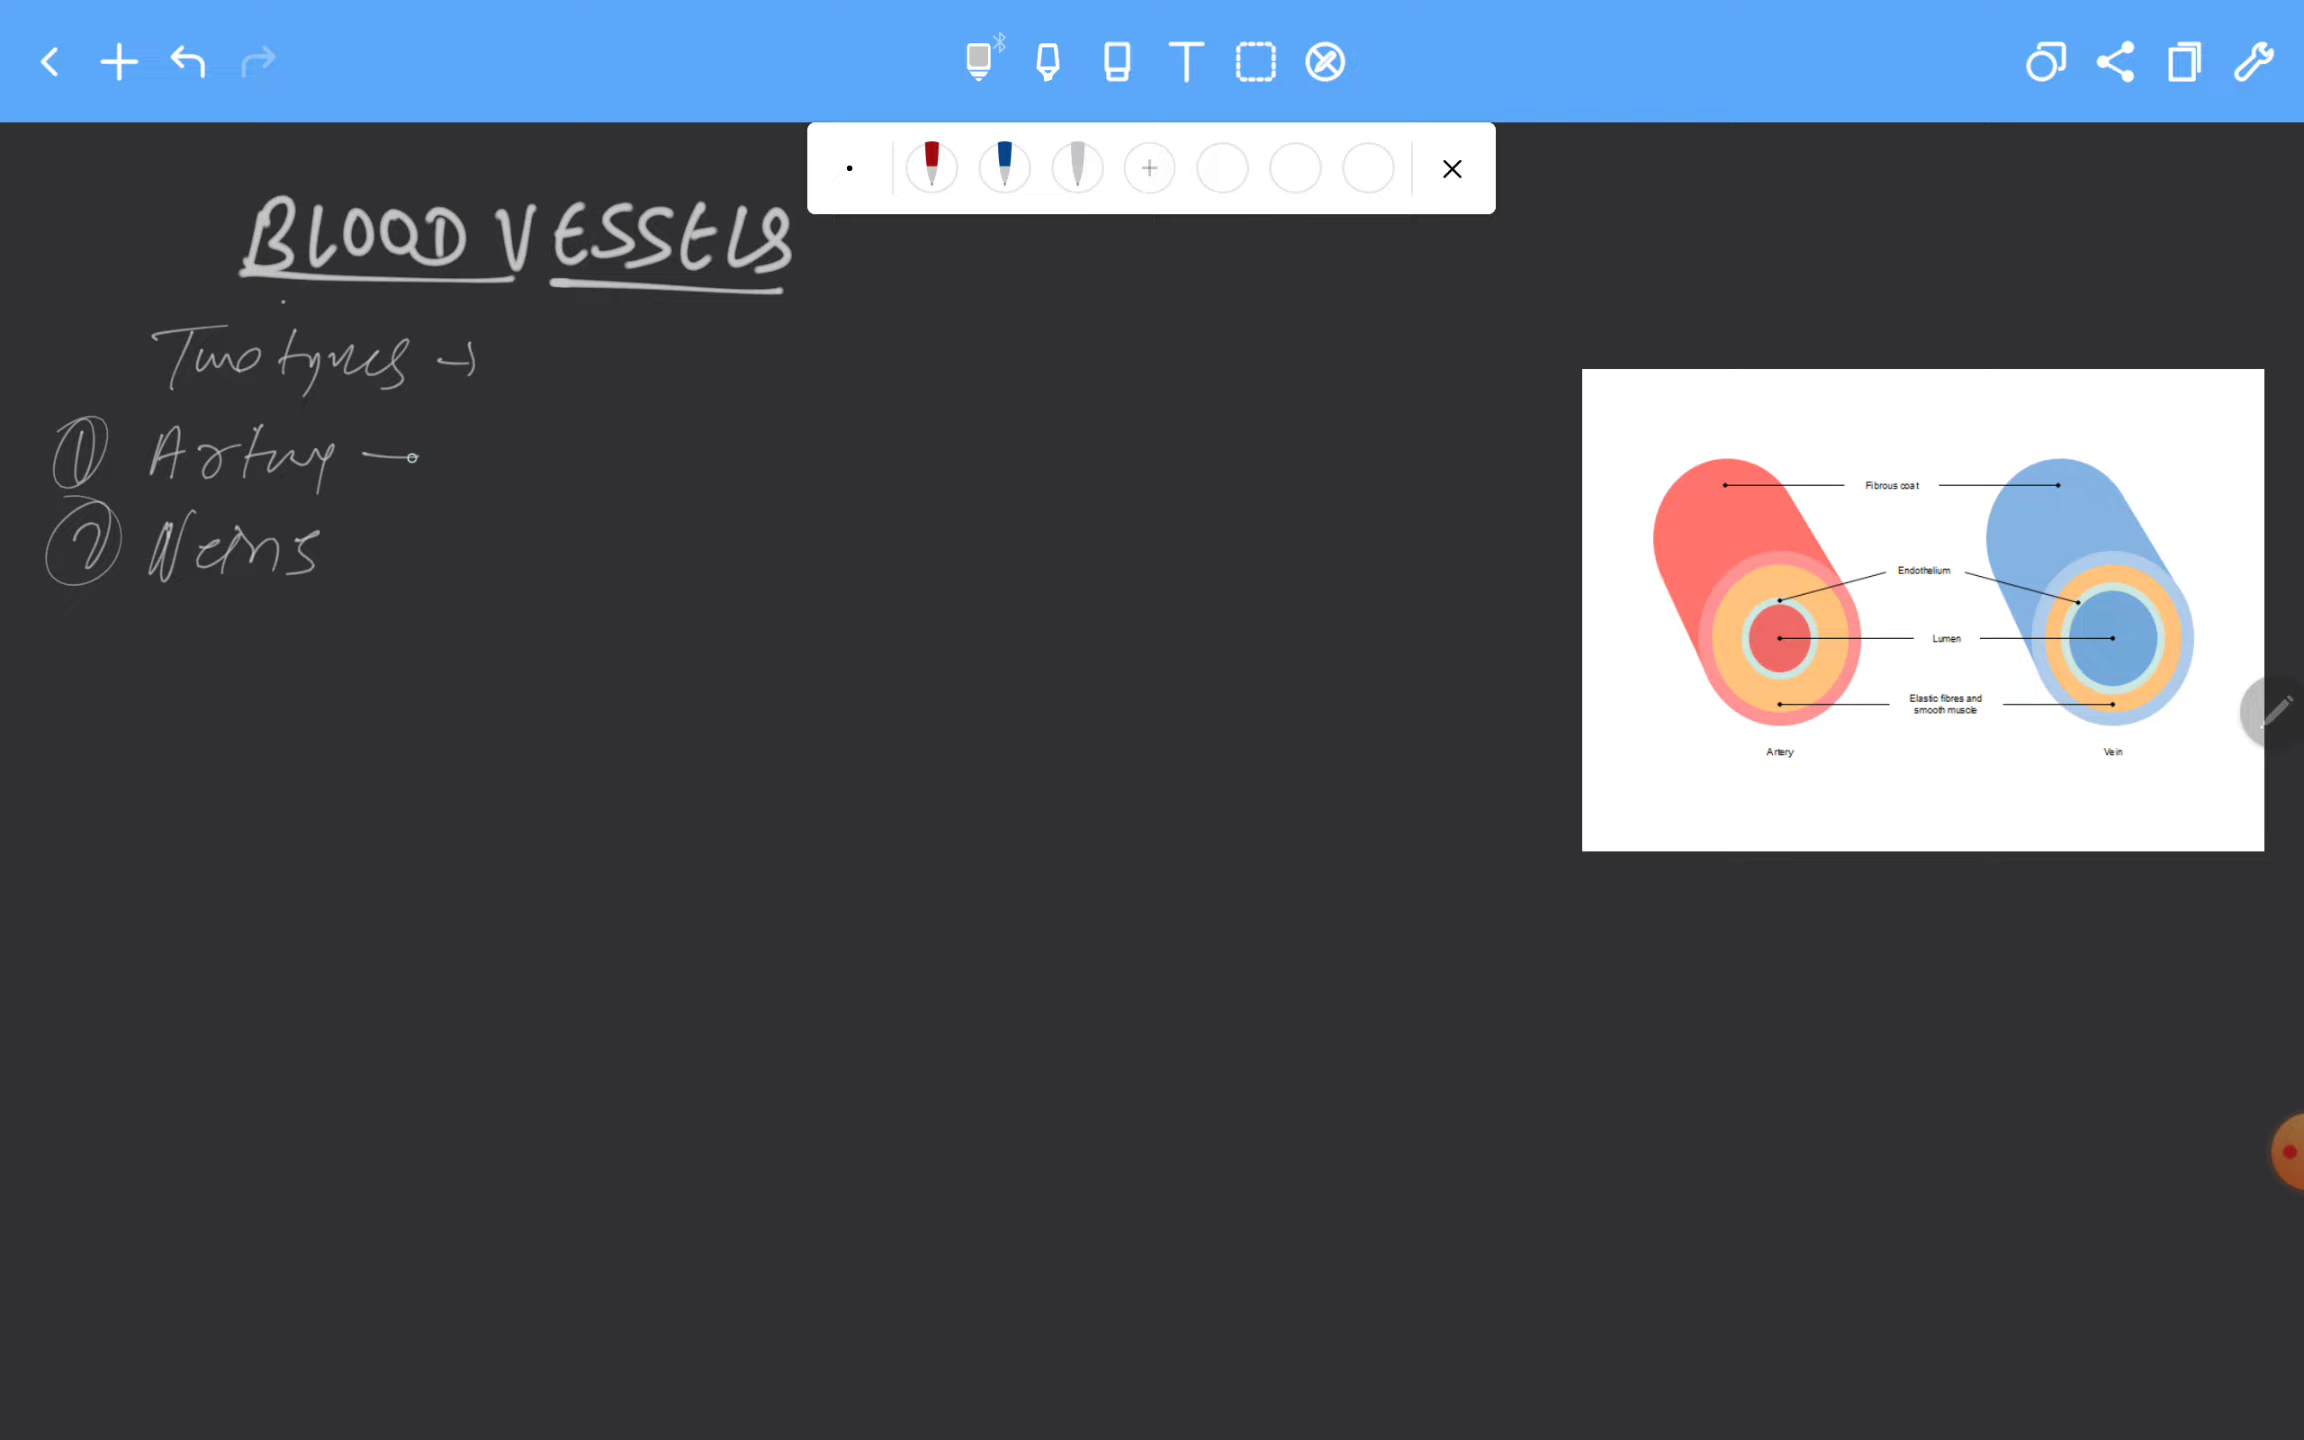 BLOOD VESSELS
Two types →
① Artery —
② Veins
Fibrous coat
Endothelium
Lumen
Elastic fibres and
smooth muscle
Artery
Vein